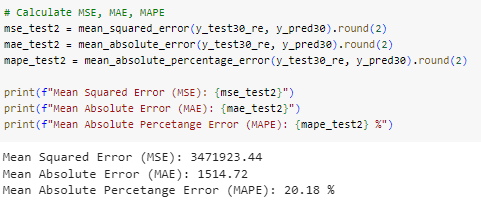 # Calculate MSE, MAE, MAPE
mse_test2 = mean_squared_error(y_test30_re, y_pred30).round(2)
mae_test2 = mean_absolute_error(y_test30_re, y_pred30).round(2)
mape_test2 = mean_absolute_percentage_error(y_test30_re, y_pred30).round(2)
print(f"Mean Squared Error (MSE): {mse_test2}")
print(f"Mean Absolute Error (MAE): {mae_test2}")
print(f"Mean Absolute Percetange Error (MAPE): {mape_test2} %")
Mean Squared Error (MSE): 3471923.44
Mean Absolute Error (MAE): 1514.72
Mean Absolute Percetange Error (MAPE): 20.18 %